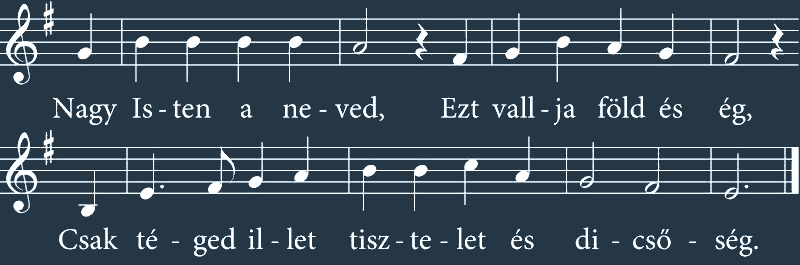 Nagy Is - ten a ne - ved, Ezt vall - ja föld és ég,
Csak té - ged il - let tisz - te - let és di - cső - ség.